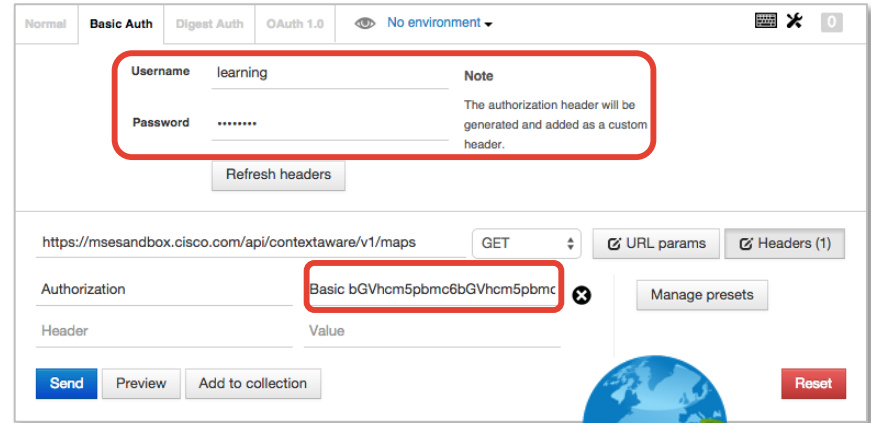 Normal Basic Auth Digest Auth OAuth 1.0 No environment 0
Username learning Note
The authorization header will be
Password •••••••• generated and added as a custom
header.
Refresh headers
https://msesandbox.cisco.com/api/contextaware/v1/maps GET URL params Headers (1)
Authorization Basic bGVhcm5pbmc6bGVhcm5pbmc Manage presets
Header Value
Send Preview Add to collection Reset